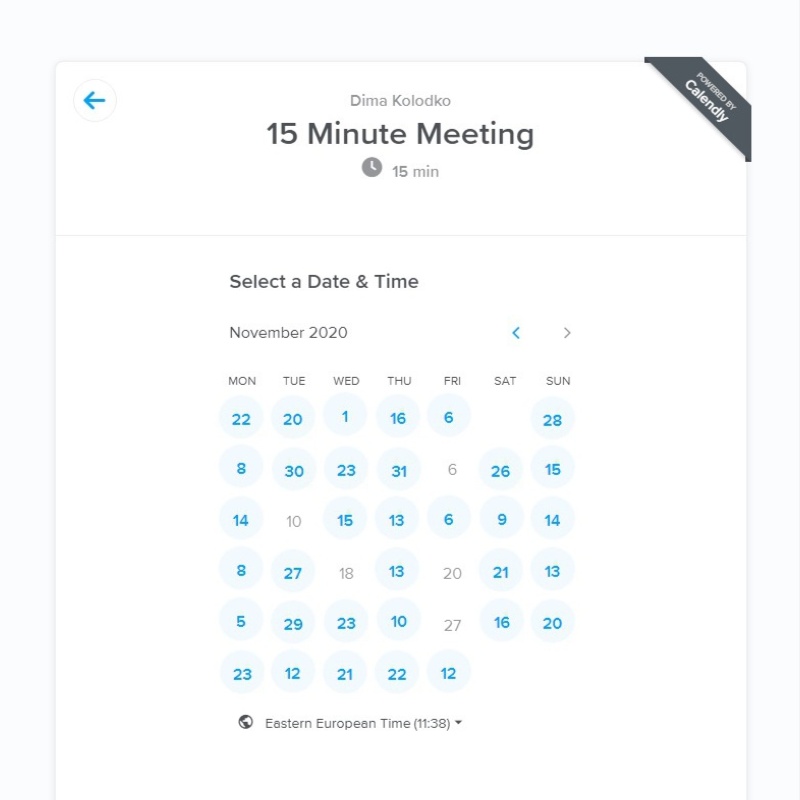 POWERED BY
Calendly
Dima Kolodko
15 Minute Meeting
15 min
Select a Date & Time
November 2020
MON TUE WED THU FRI SAT SUN
22 20 1 16 6 28
8 30 23 31 6 26 15
14 10 15 13 6 9 14
8 27 18 13 20 21 13
5 29 23 10 27 16 20
23 12 21 22 12
Eastern European Time (11:38)